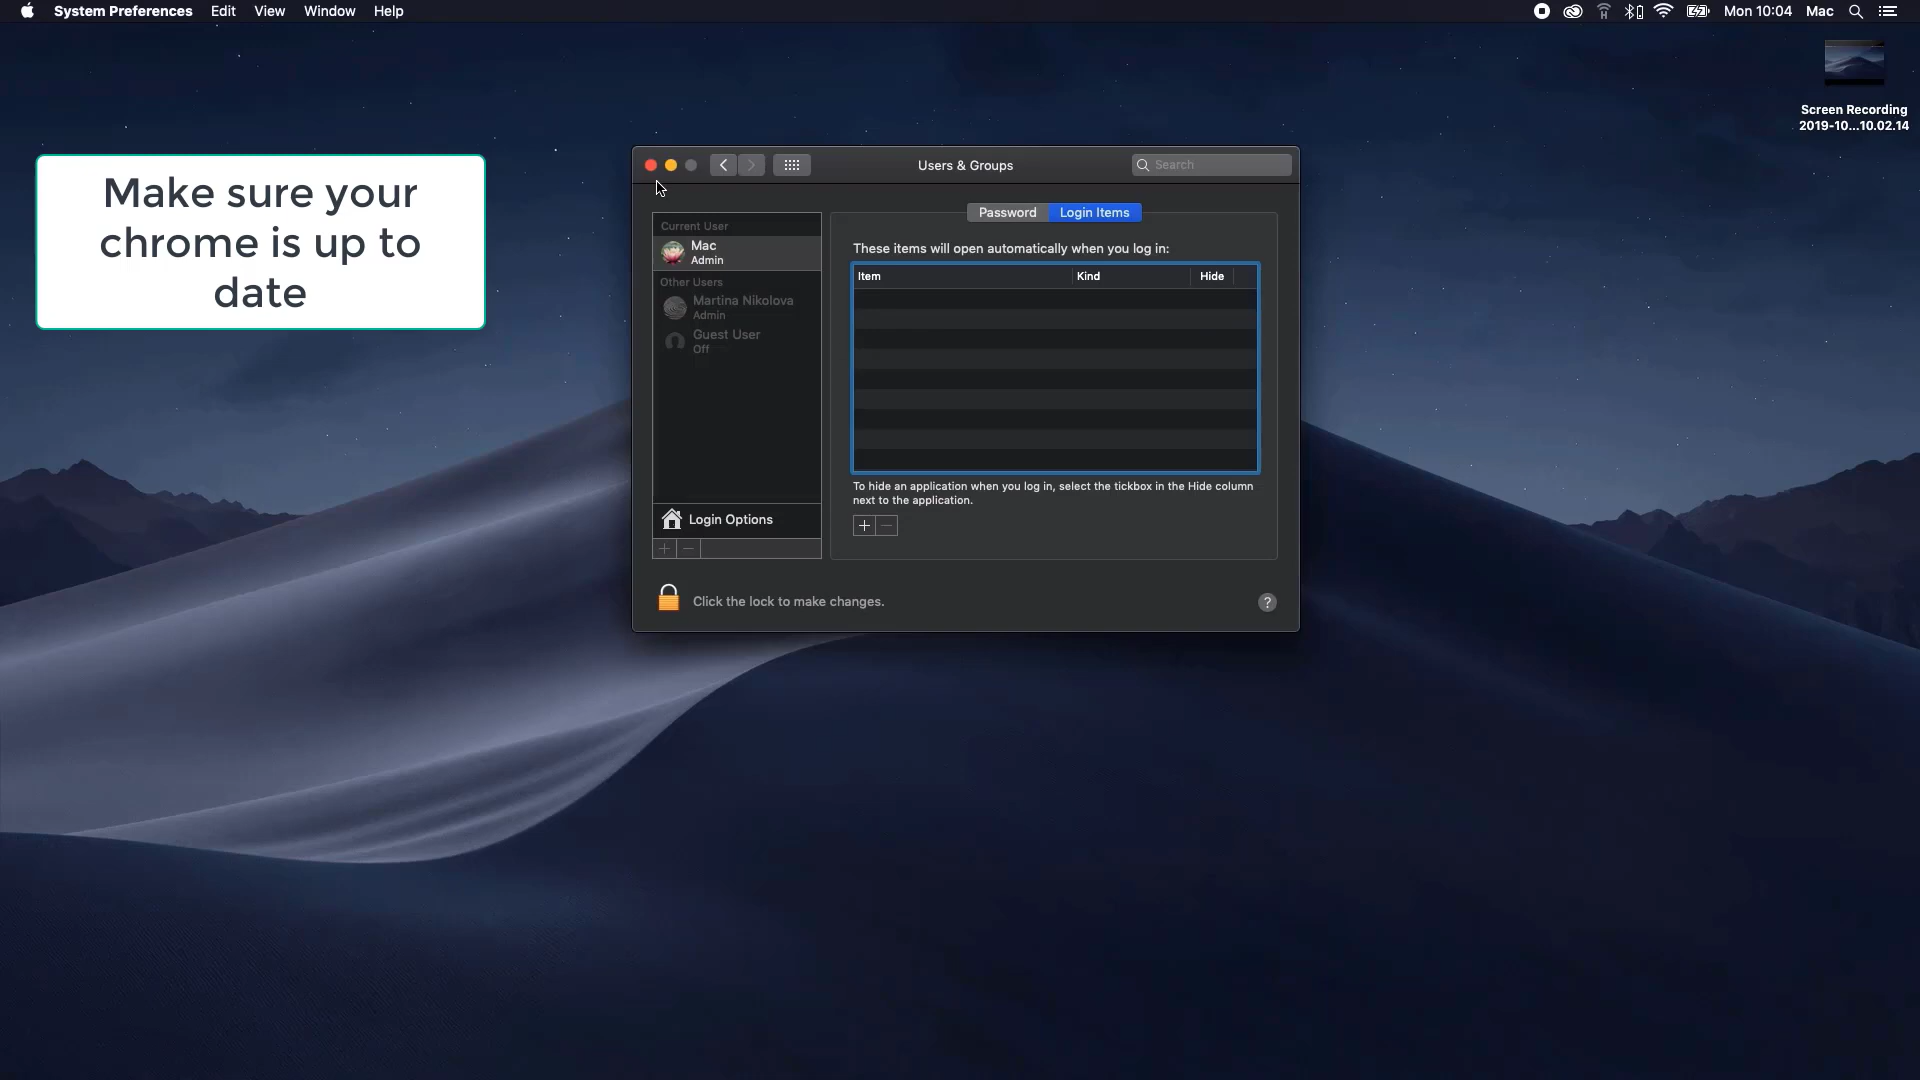 System Preferences Edit View Window Help
Mon 10:04 Mac
Screen Recording
2019-10...10.02.14
Make sure your
chrome is up to
date
Users & Groups
Search
Password Login Items
Current User
Mac
Admin
Other Users
Martina Nikolova
Admin
Guest User
Off
Login Options
These items will open automatically when you log in:
Item Kind Hide
To hide an application when you log in, select the tickbox in the Hide column
next to the application.
Click the lock to make changes.
?